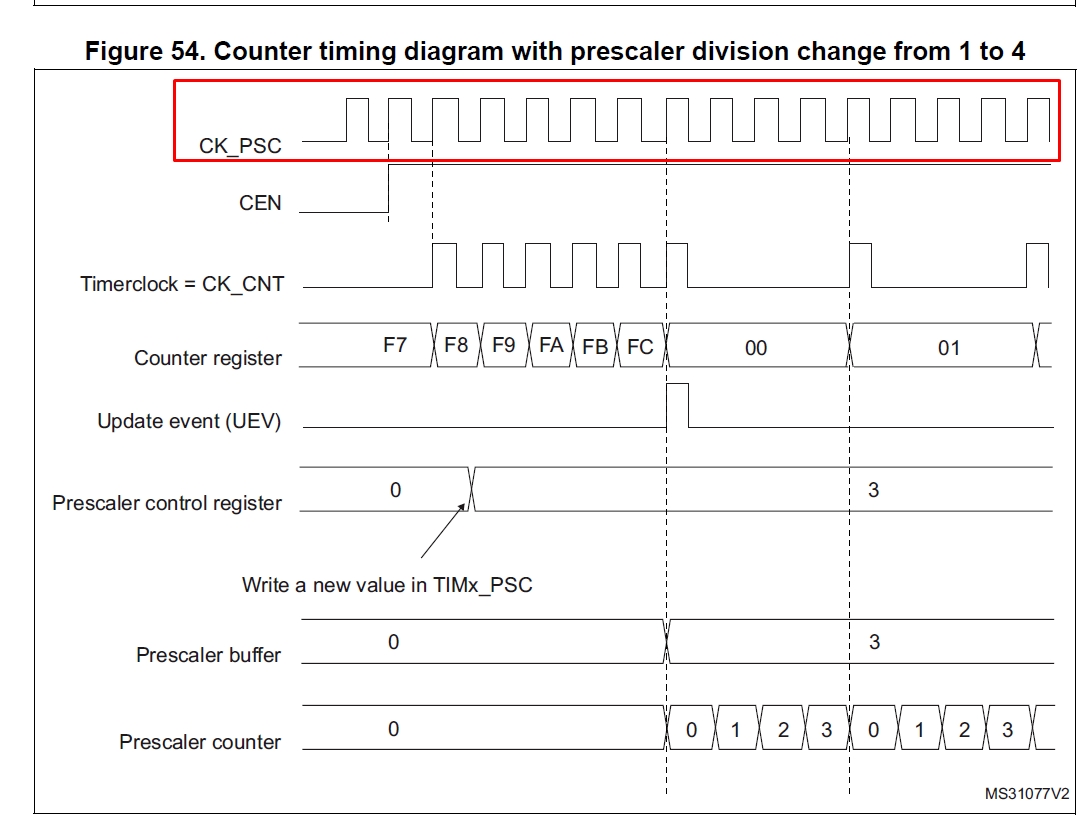 Figure 54. Counter timing diagram with prescaler division change from 1 to 4
CK_PSC
CEN
Timerclock = CK_CNT
Counter register F7 F8 F9 FA FB FC 00 01
Update event (UEV)
Prescaler control register 0 3
Write a new value in TIMx_PSC
Prescaler buffer 0 3
Prescaler counter 0 0 1 2 3 0 1 2 3
MS31077V2